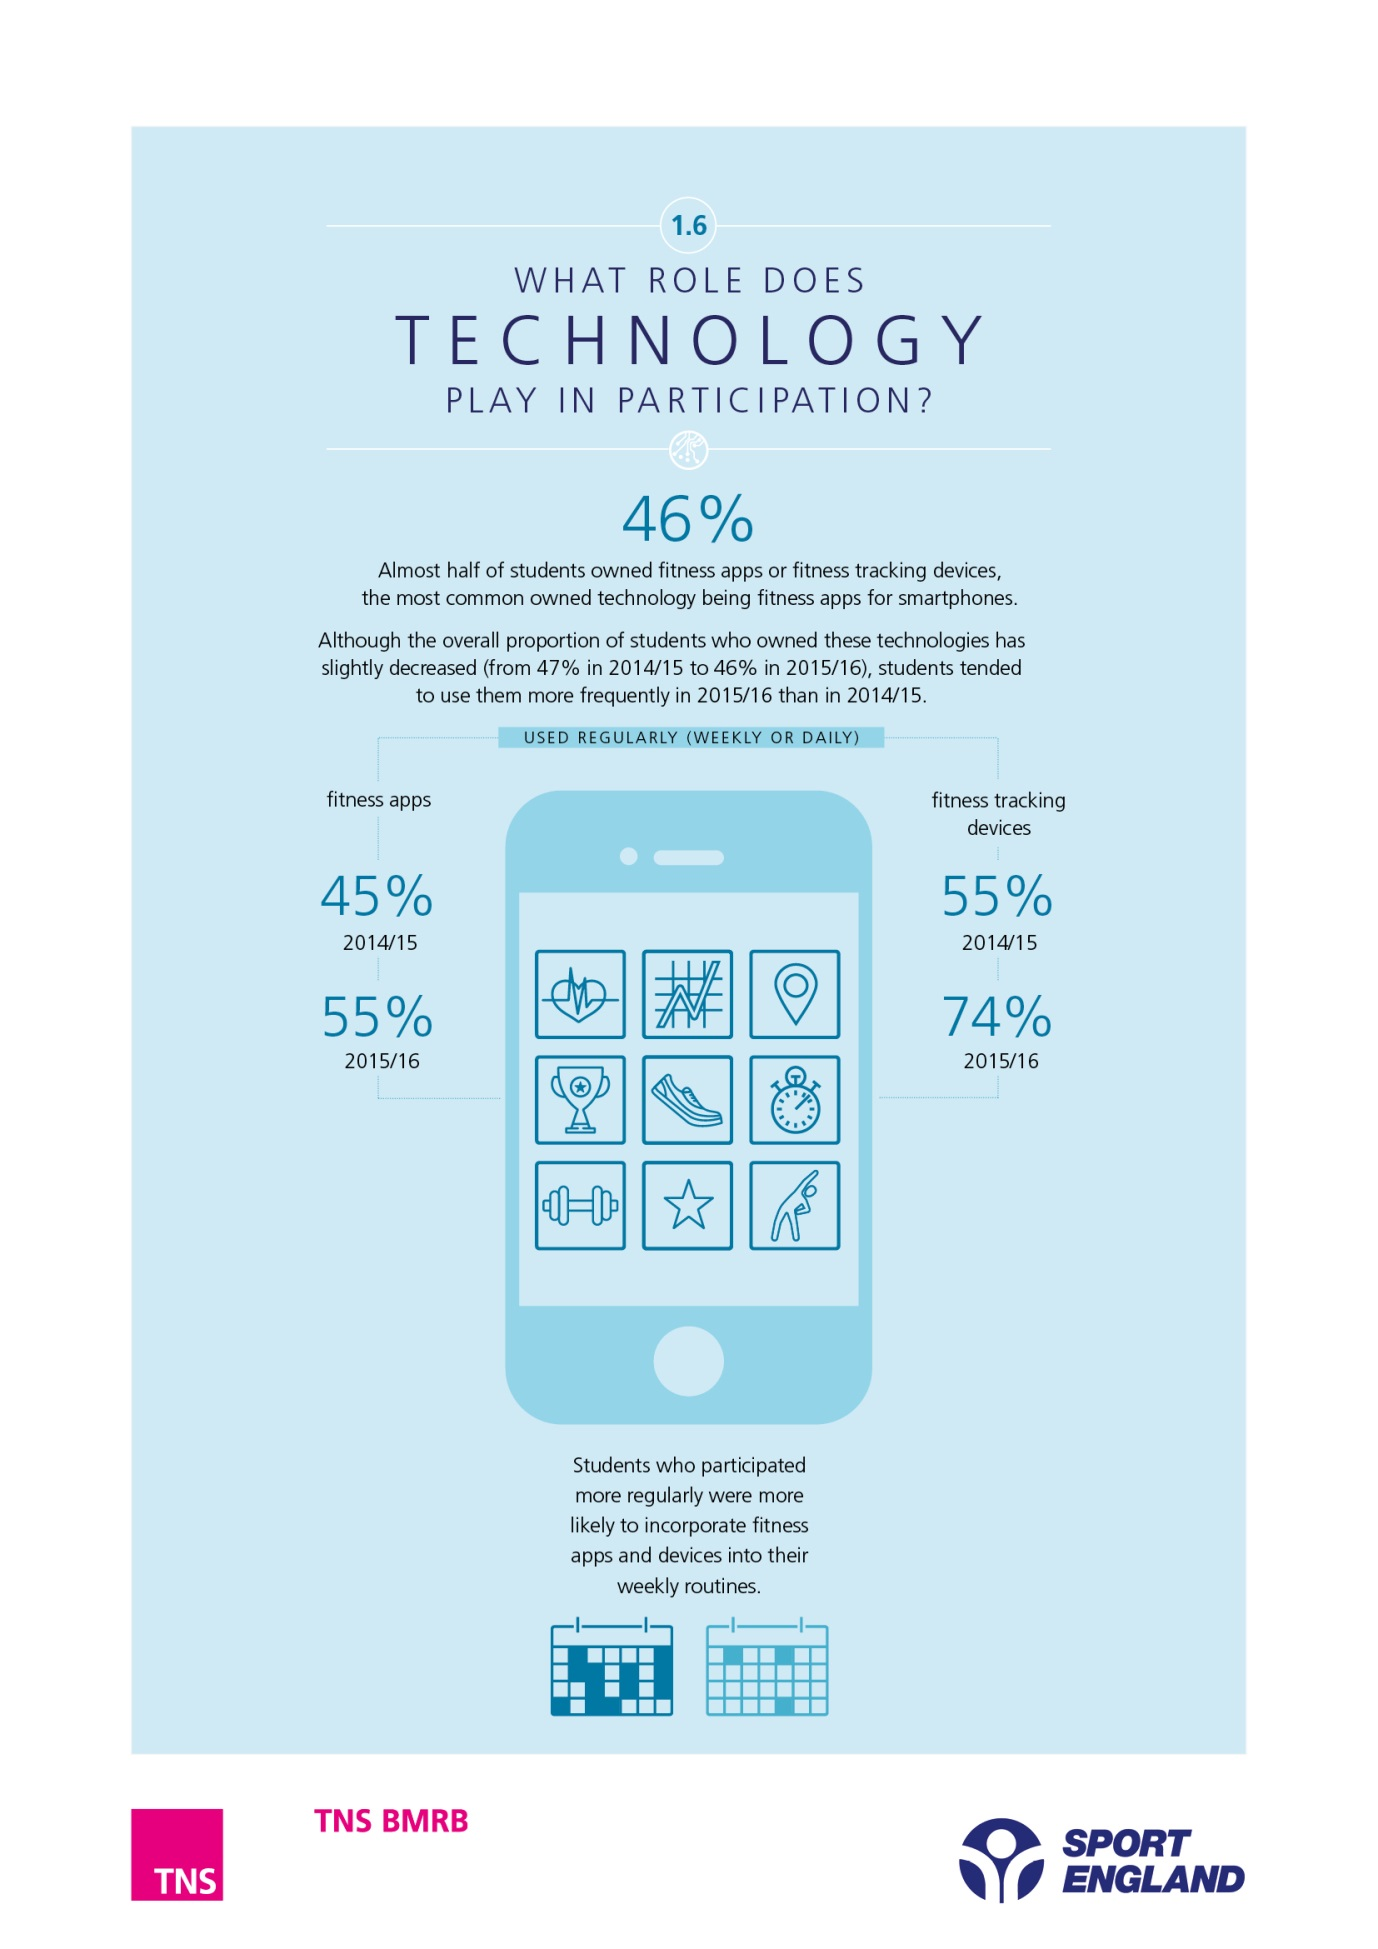 1.6
WHAT ROLE DOES
TECHNOLOGY
PLAY IN PARTICIPATION?
46%
Almost half of students owned fitness apps or fitness tracking devices,
the most common owned technology being fitness apps for smartphones.
Although the overall proportion of students who owned these technologies has
slightly decreased (from 47% in 2014/15 to 46% in 2015/16), students tended
to use them more frequently in 2015/16 than in 2014/15.
USED REGULARLY (WEEKLY OR DAILY)
fitness apps
45%
2014/15
55%
2015/16
fitness tracking
devices
55%
2014/15
74%
2015/16
Students who participated
more regularly were more
likely to incorporate fitness
apps and devices into their
weekly routines.
TNS
TNS BMRB
SPORT
ENGLAND